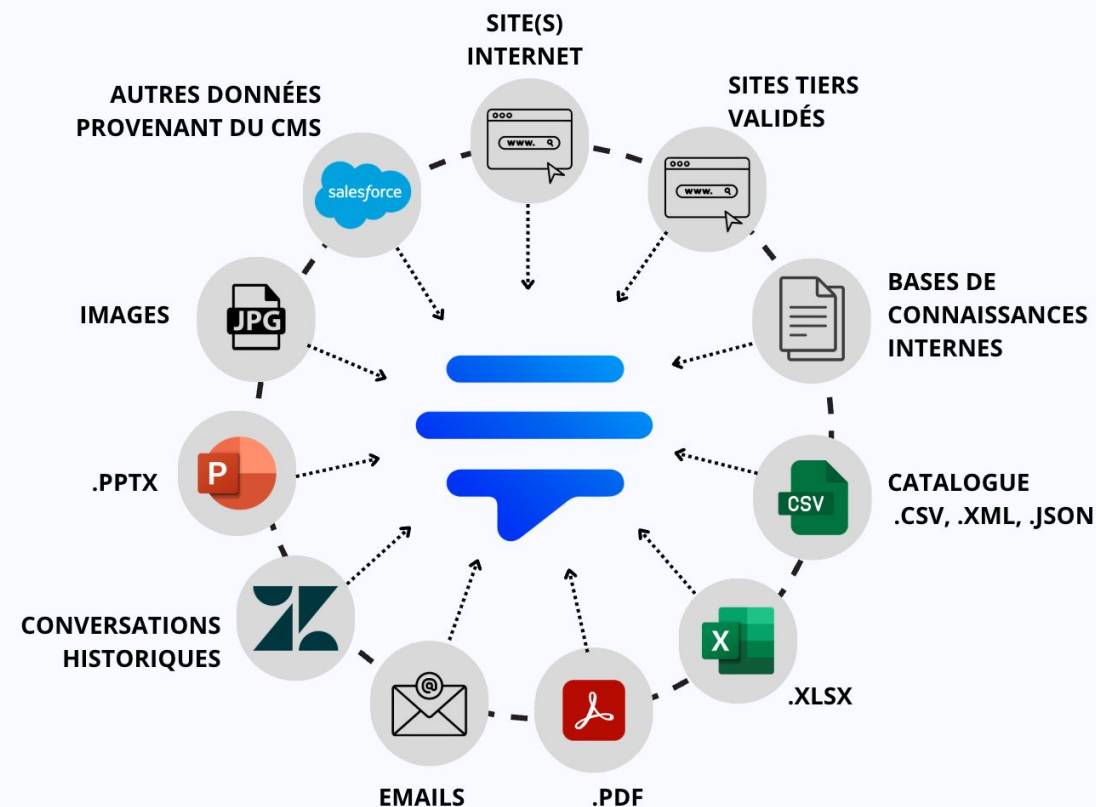 SITE(S)
INTERNET
www.
SITES TIERS
VALIDÉS
www.
AUTRES DONNÉES
PROVENANT DU CMS
salesforce
BASES DE
CONNAISSANCES
INTERNES
IMAGES
JPG
CATALOGUE
.CSV, .XML, .JSON
CSV
.PPTX
P
.XLSX
X
CONVERSATIONS
HISTORIQUES
@
EMAILS
.PDF